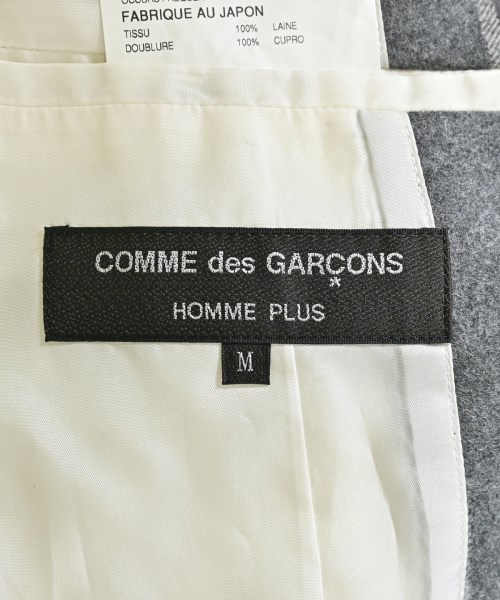 FABRIQUE AU JAPON
TISSU 100% LAINE
DOUBLURE 100% CUPRO
COMME des GARÇONS
*
HOMME PLUS
M